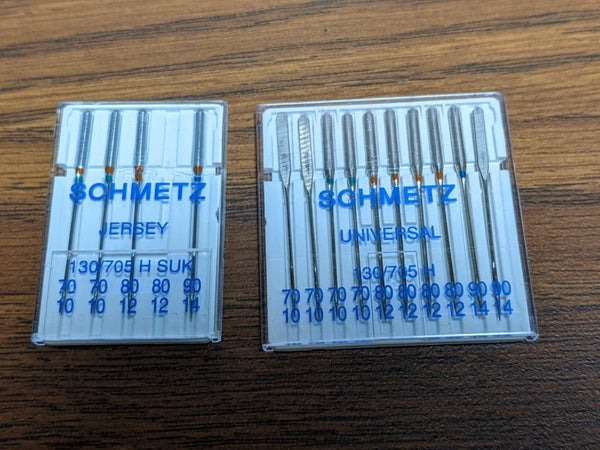 SCHMETZ
JERSEY
130/705 H SUK
70 70 80 80 90
10 10 12 12 14
SCHMETZ
UNIVERSAL
130/705 H
70 70 70 70 80 80 80 80 90 90
10 10 10 10 12 12 12 12 14 14